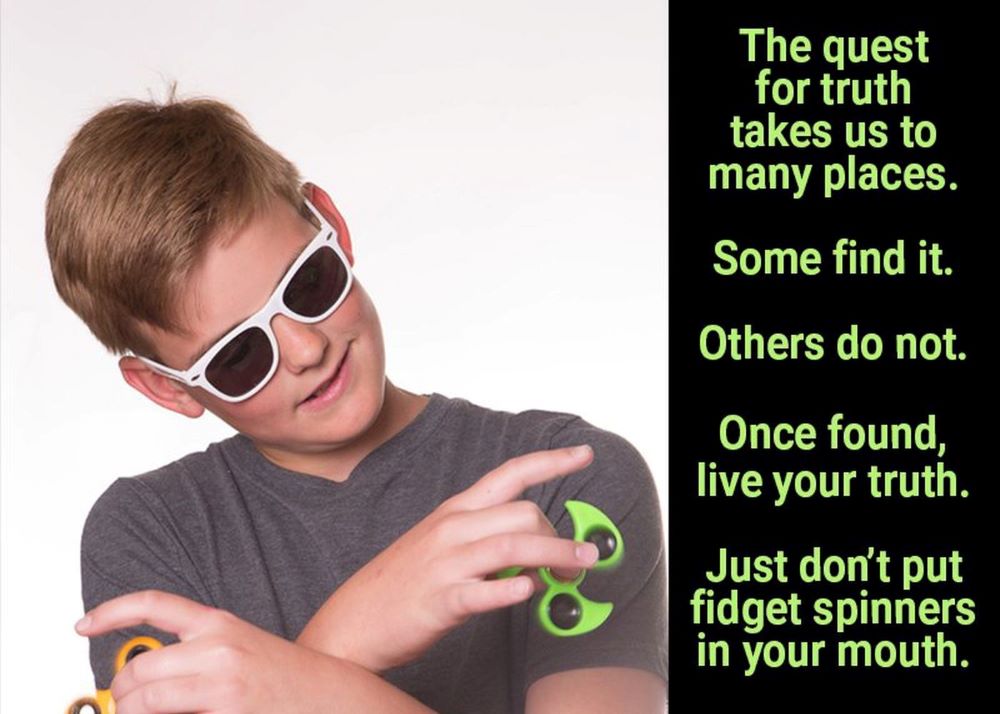 The quest
for truth
takes us to
many places.
Some find it.
Others do not.
Once found,
live your truth.
Just don't put
fidget spinners
in your mouth.